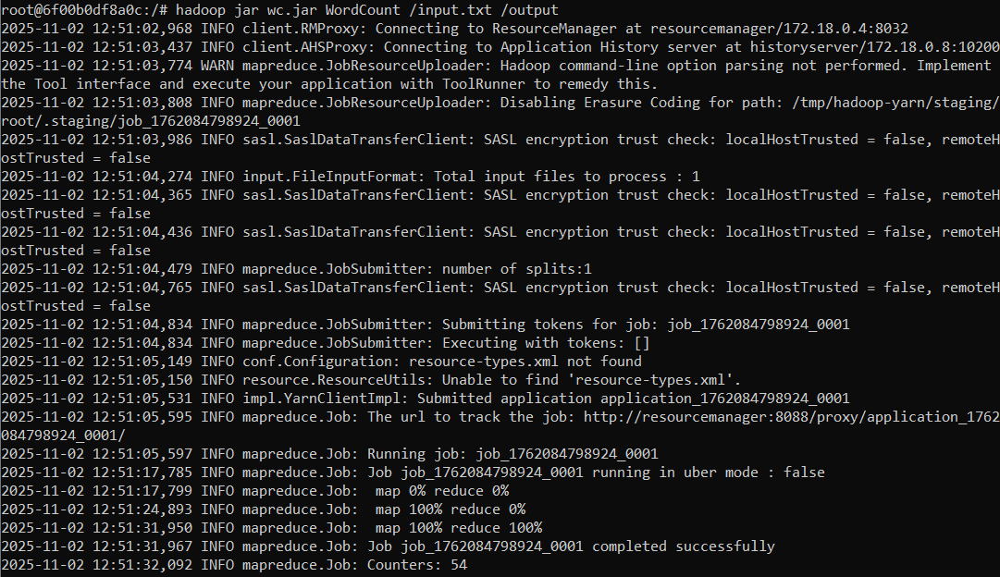 root@6f00b0df8a0c:/# hadoop jar wc.jar WordCount /input.txt /output
2025-11-02 12:51:02,968 INFO client.RMProxy: Connecting to ResourceManager at resourcemanager/172.18.0.4:8032
2025-11-02 12:51:03,437 INFO client.AHSProxy: Connecting to Application History server at historyserver/172.18.0.8:10200
2025-11-02 12:51:03,774 WARN mapreduce.JobResourceUploader: Hadoop command-line option parsing not performed. Implement
the Tool interface and execute your application with ToolRunner to remedy this.
2025-11-02 12:51:03,808 INFO mapreduce.JobResourceUploader: Disabling Erasure Coding for path: /tmp/hadoop-yarn/staging/
root/.staging/job_1762084798924_0001
2025-11-02 12:51:03,986 INFO sasl.SaslDataTransferClient: SASL encryption trust check: localHostTrusted = false, remoteH
ostTrusted = false
2025-11-02 12:51:04,274 INFO input.FileInputFormat: Total input files to process : 1
2025-11-02 12:51:04,365 INFO sasl.SaslDataTransferClient: SASL encryption trust check: localHostTrusted = false, remoteH
ostTrusted = false
2025-11-02 12:51:04,436 INFO sasl.SaslDataTransferClient: SASL encryption trust check: localHostTrusted = false, remoteH
ostTrusted = false
2025-11-02 12:51:04,479 INFO mapreduce.JobSubmitter: number of splits:1
2025-11-02 12:51:04,765 INFO sasl.SaslDataTransferClient: SASL encryption trust check: localHostTrusted = false, remoteH
ostTrusted = false
2025-11-02 12:51:04,834 INFO mapreduce.JobSubmitter: Submitting tokens for job: job_1762084798924_0001
2025-11-02 12:51:04,834 INFO mapreduce.JobSubmitter: Executing with tokens: []
2025-11-02 12:51:05,149 INFO conf.Configuration: resource-types.xml not found
2025-11-02 12:51:05,150 INFO resource.ResourceUtils: Unable to find 'resource-types.xml'.
2025-11-02 12:51:05,531 INFO impl.YarnClientImpl: Submitted application application_1762084798924_0001
2025-11-02 12:51:05,595 INFO mapreduce.Job: The url to track the job: http://resourcemanager:8088/proxy/application_1762
084798924_0001/
2025-11-02 12:51:05,597 INFO mapreduce.Job: Running job: job_1762084798924_0001
2025-11-02 12:51:17,785 INFO mapreduce.Job: Job job_1762084798924_0001 running in uber mode : false
2025-11-02 12:51:17,799 INFO mapreduce.Job:  map 0% reduce 0%
2025-11-02 12:51:24,893 INFO mapreduce.Job:  map 100% reduce 0%
2025-11-02 12:51:31,950 INFO mapreduce.Job:  map 100% reduce 100%
2025-11-02 12:51:31,967 INFO mapreduce.Job: Job job_1762084798924_0001 completed successfully
2025-11-02 12:51:32,092 INFO mapreduce.Job: Counters: 54